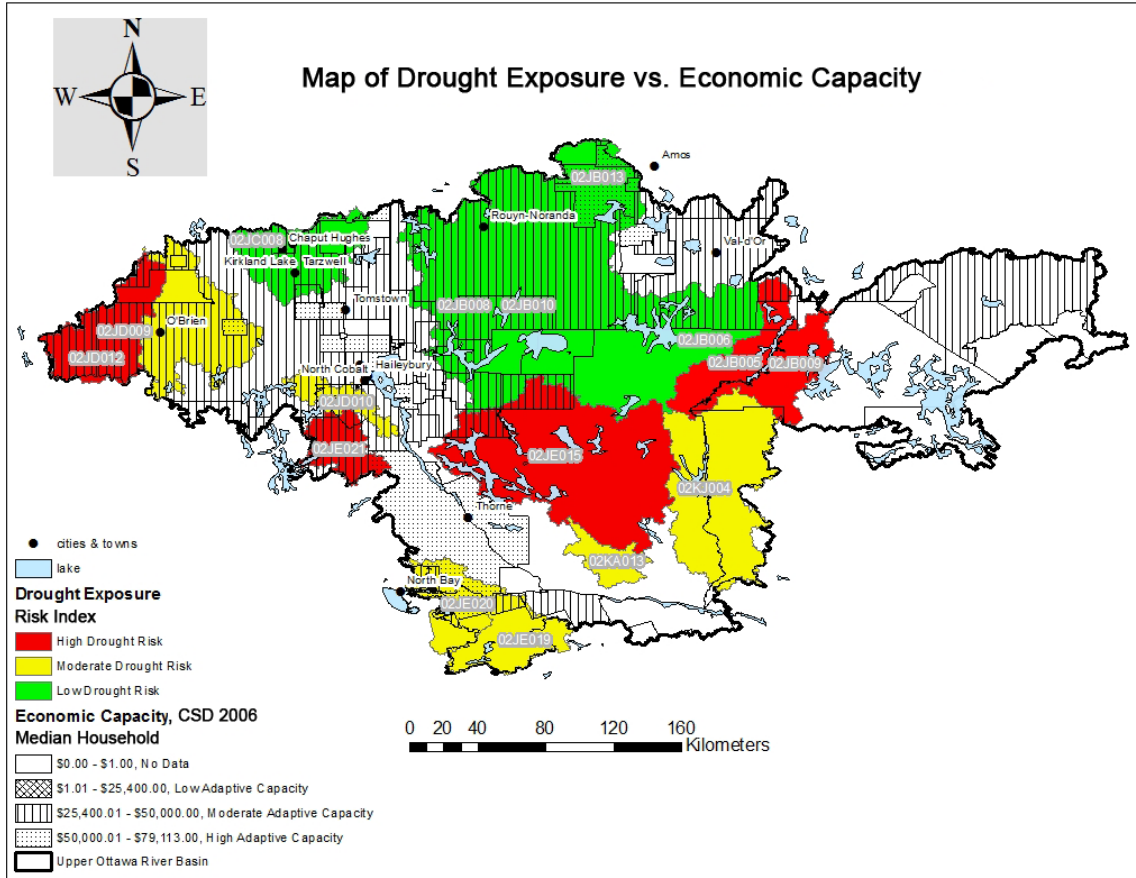 N
W E
S
Map of Drought Exposure vs. Economic Capacity
Amos
02JB013
Rouyn-Noranda
02JC008
Chaput Hughes
Val-d'Or
Kirkland Lake
Tarzwell
Tomstown
02JB008
02JB010
02JD009
O'Brien
02JB006
02JD012
02JB005
02JB009
North Cobalt
Haileybury
02JD010
02JE021
02JE015
02KJ004
Thorne
02KA013
North Bay
02JE020
02JE019
cities & towns
lake
Drought Exposure
Risk Index
High Drought Risk
Moderate Drought Risk
Low Drought Risk
Economic Capacity, CSD 2006
Median Household
$0.00 - $1.00, No Data
$1.01 - $25,400.00, Low Adaptive Capacity
$25,400.01 - $50,000.00, Moderate Adaptive Capacity
$50,000.01 - $79,113.00, High Adaptive Capacity
Upper Ottawa River Basin
0 20 40 80 120 160
Kilometers